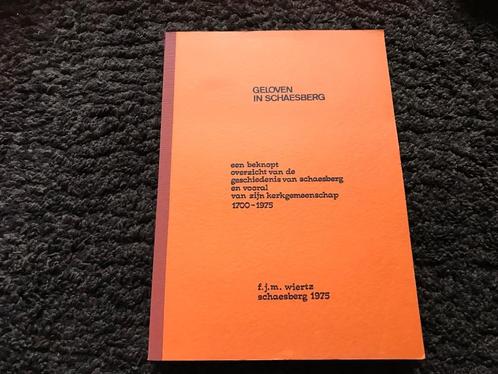 GELOVEN
IN SCHAESBERG
een beknopt
overzicht van de
geschiedenis van schaesberg
en vooral
van zijn kerkgemeenschap
1700-1975
f.j.m. wiertz
schaesberg 1975